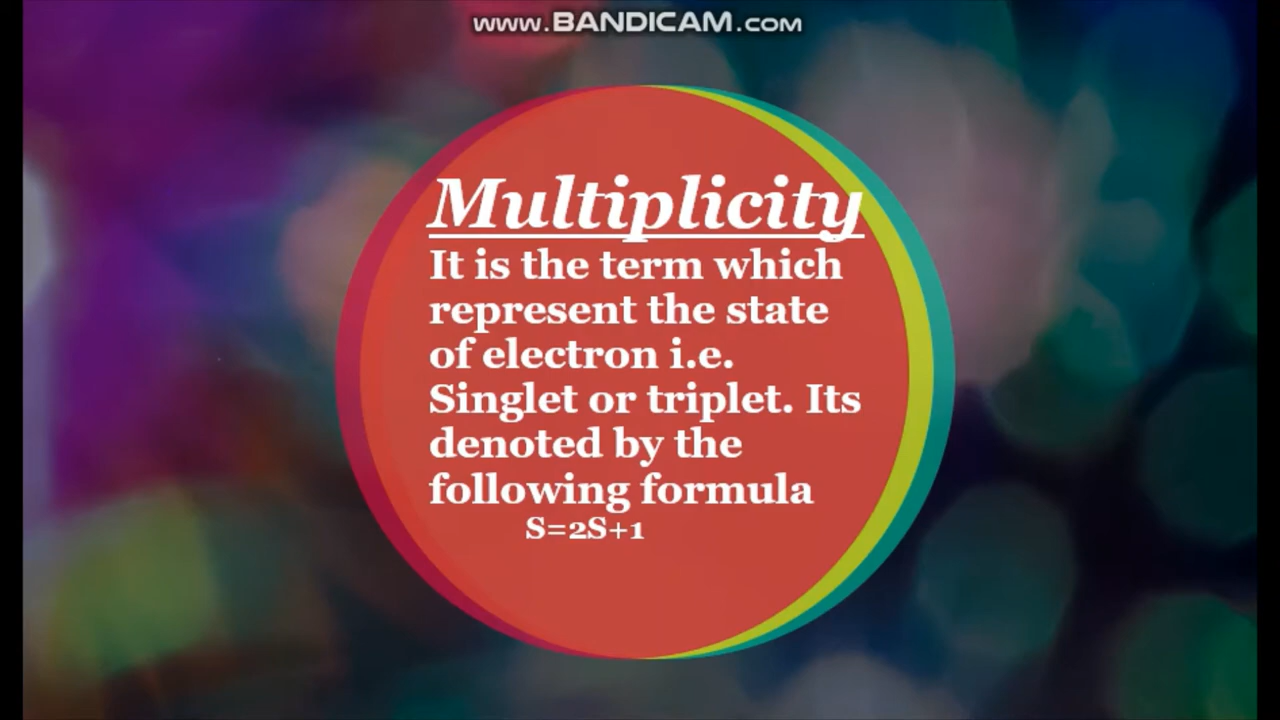 www.BANDICAM.com
Multiplicity
It is the term which
represent the state
of electron i.e.
Singlet or triplet. Its
denoted by the
following formula
S=2S+1